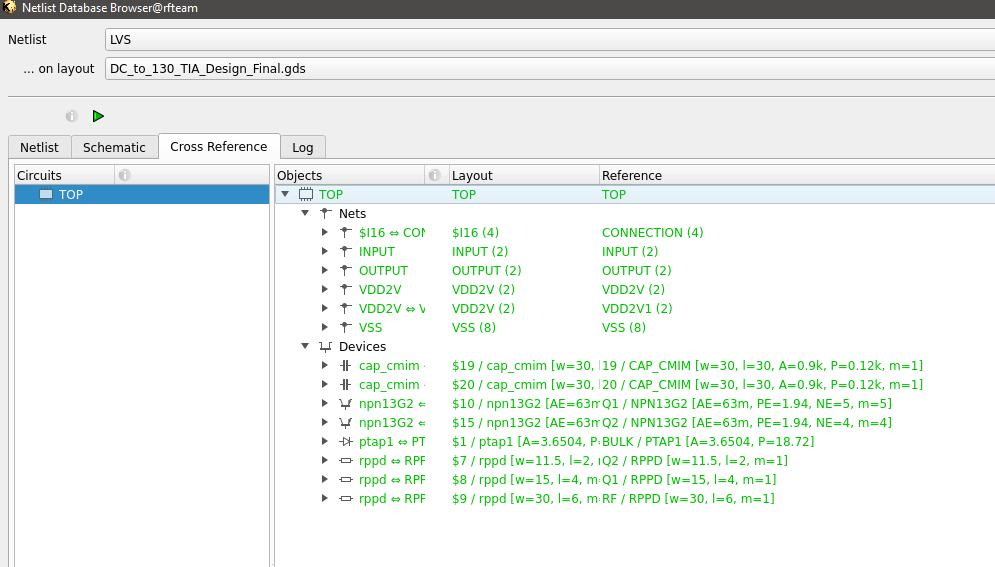 Netlist Database Browser@rfteam
Netlist LVS
... on layout DC_to_130_TIA_Design_Final.gds
Netlist Schematic Cross Reference Log
Circuits Objects Layout Reference
TOP TOP TOP TOP
Nets
$I16 ⇔ CON $I16 (4) CONNECTION (4)
INPUT INPUT (2) INPUT (2)
OUTPUT OUTPUT (2) OUTPUT (2)
VDD2V VDD2V (2) VDD2V (2)
VDD2V ⇔ V VDD2V (2) VDD2V1 (2)
VSS VSS (8) VSS (8)
Devices
cap_cmim $19 / cap_cmim [w=30, 19 / CAP_CMIM [w=30, l=30, A=0.9k, P=0.12k, m=1]
cap_cmim $20 / cap_cmim [w=30, 20 / CAP_CMIM [w=30, l=30, A=0.9k, P=0.12k, m=1]
npn13G2 ⇔ $10 / npn13G2 [AE=63m Q1 / NPN13G2 [AE=63m, PE=1.94, NE=5, m=5]
npn13G2 ⇔ $15 / npn13G2 [AE=63m Q2 / NPN13G2 [AE=63m, PE=1.94, NE=4, m=4]
ptap1 ⇔ PT $1 / ptap1 [A=3.6504, P= BULK / PTAP1 [A=3.6504, P=18.72]
rppd ⇔ RPP $7 / rppd [w=11.5, l=2, Q2 / RPPD [w=11.5, l=2, m=1]
rppd ⇔ RPP $8 / rppd [w=15, l=4, m= Q1 / RPPD [w=15, l=4, m=1]
rppd ⇔ RPP $9 / rppd [w=30, l=6, m= RF / RPPD [w=30, l=6, m=1]